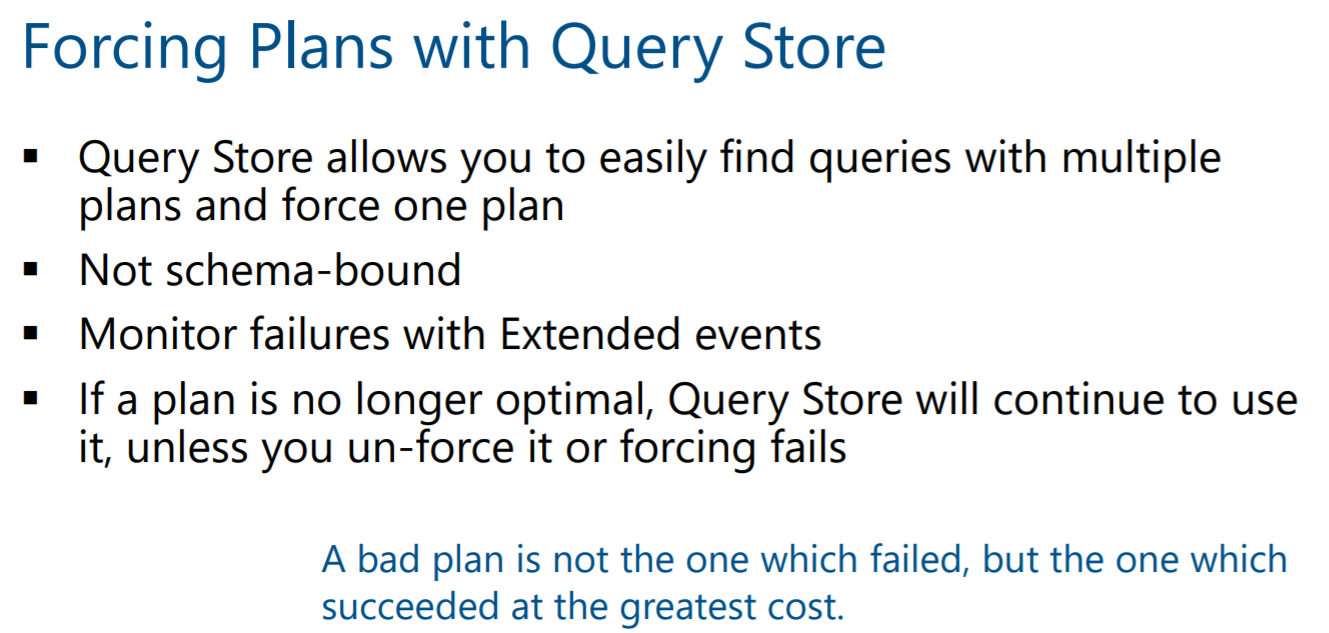 Forcing Plans with Query Store
▪ Query Store allows you to easily find queries with multiple
plans and force one plan
▪ Not schema-bound
▪ Monitor failures with Extended events
▪ If a plan is no longer optimal, Query Store will continue to use
it, unless you un-force it or forcing fails
A bad plan is not the one which failed, but the one which
succeeded at the greatest cost.